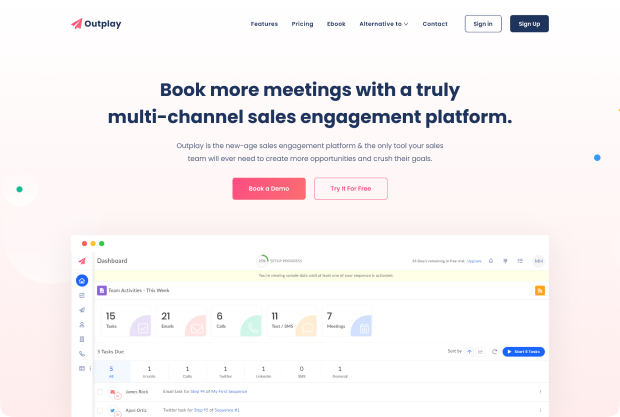 Outplay
Features Pricing Ebook Alternative to Contact Sign in Sign Up
Book more meetings with a truly
multi-channel sales engagement platform.
Outplay is the new-age sales engagement platform & the only tool your sales
team will ever need to create more opportunities and crush their goals.
Book a Demo Try It For Free
Dashboard
SETUP PROGRESS
Days remaining in free trial. Upgrade
MH
You're viewing sample data until at least one of your sequence is activated.
Team Activities - This Week
15 21 6 11 7
Tasks Emails Calls Text / SMS Meetings
5 Tasks Due Sort by Start 5 Tasks
5 1 1 1 1 0 1
All Emails Calls Twitter Linkedin SMS General
James Rock Email task for Step #4 of My First Sequence
Arjen Ortiz Twitter task for Step #5 of Sequence #1